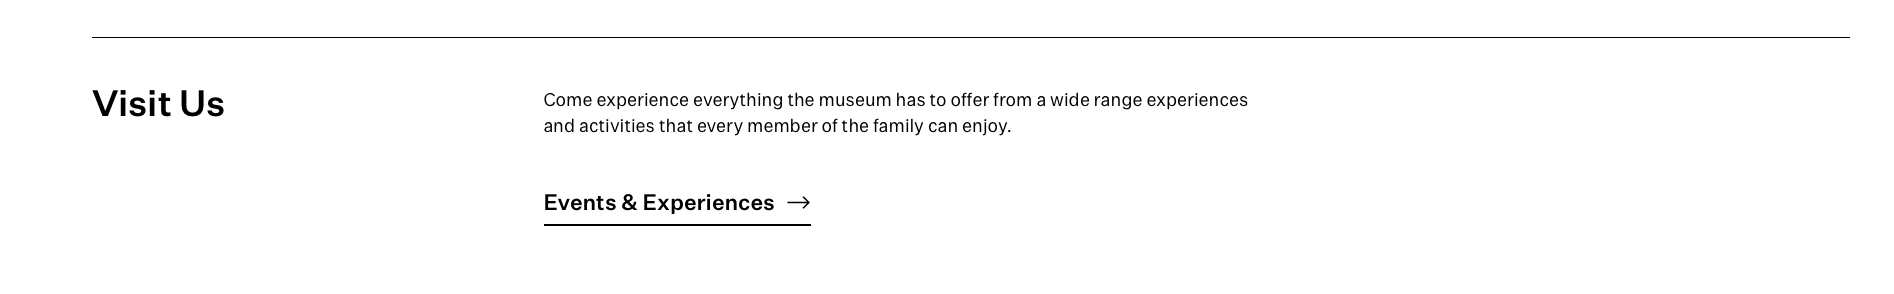 Visit Us
Come experience everything the museum has to offer from a wide range experiences
and activities that every member of the family can enjoy.
Events & Experiences →